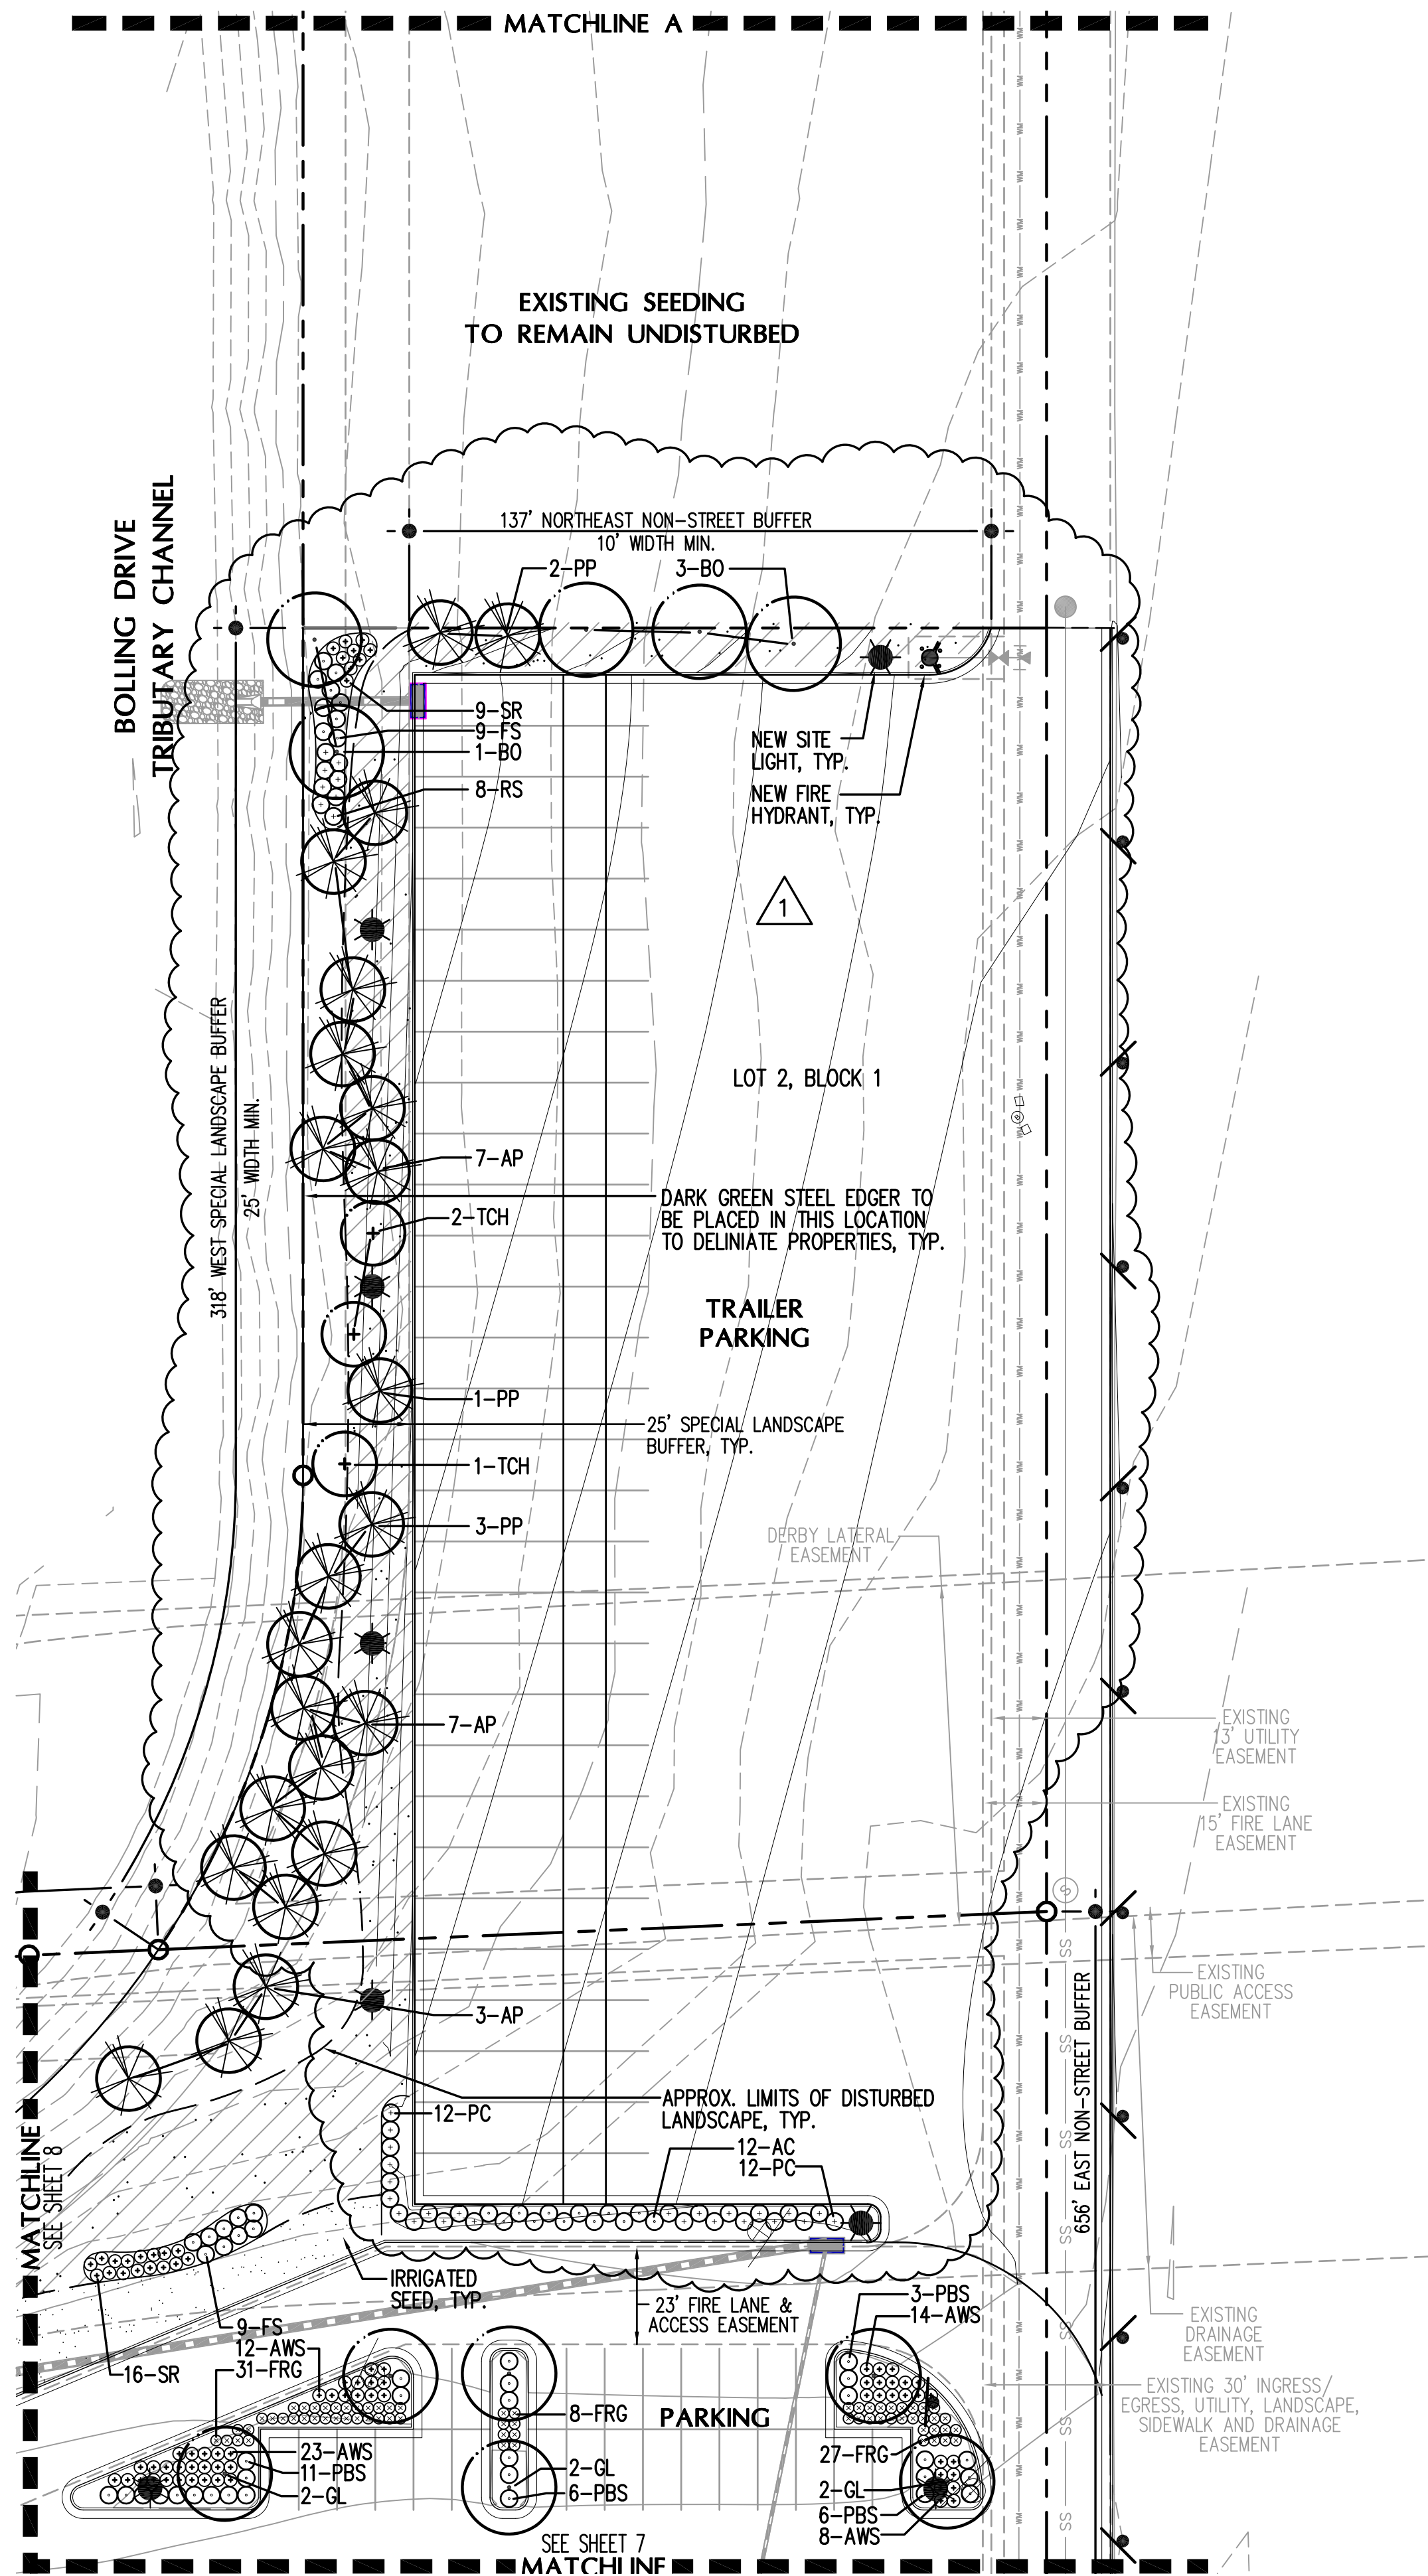 MATCHLINE A
EXISTING SEEDING
TO REMAIN UNDISTURBED
BOLLING DRIVE
TRIBUTARY CHANNEL
137' NORTHEAST NON-STREET BUFFER
10' WIDTH MIN.
2-PP
3-BO
9-SR
9-FS
1-BO
8-RS
NEW SITE
LIGHT, TYP.
NEW FIRE
HYDRANT, TYP.
1
318' WEST SPECIAL LANDSCAPE BUFFER
25' WIDTH MIN.
LOT 2, BLOCK 1
7-AP
2-TCH
DARK GREEN STEEL EDGER TO
BE PLACED IN THIS LOCATION
TO DELINIATE PROPERTIES, TYP.
TRAILER
PARKING
1-PP
25' SPECIAL LANDSCAPE
BUFFER, TYP.
1-TCH
3-PP
DERBY LATERAL
EASEMENT
7-AP
EXISTING
13' UTILITY
EASEMENT
EXISTING
15' FIRE LANE
EASEMENT
S
EXISTING
PUBLIC ACCESS
EASEMENT
656' EAST NON-STREET BUFFER
SS
SS
SS
SS
SS
SS
3-AP
MATCHLINE
SEE SHEET 8
12-PC
APPROX. LIMITS OF DISTURBED
LANDSCAPE, TYP.
12-AC
12-PC
IRRIGATED
SEED, TYP.
23' FIRE LANE &
ACCESS EASEMENT
3-PBS
14-AWS
EXISTING
DRAINAGE
EASEMENT
9-FS
12-AWS
31-FRG
16-SR
EXISTING 30' INGRESS/
EGRESS, UTILITY, LANDSCAPE,
SIDEWALK AND DRAINAGE
EASEMENT
8-FRG
PARKING
23-AWS
11-PBS
2-GL
2-GL
6-PBS
27-FRG
2-GL
6-PBS
8-AWS
SEE SHEET 7
MATCHLINE